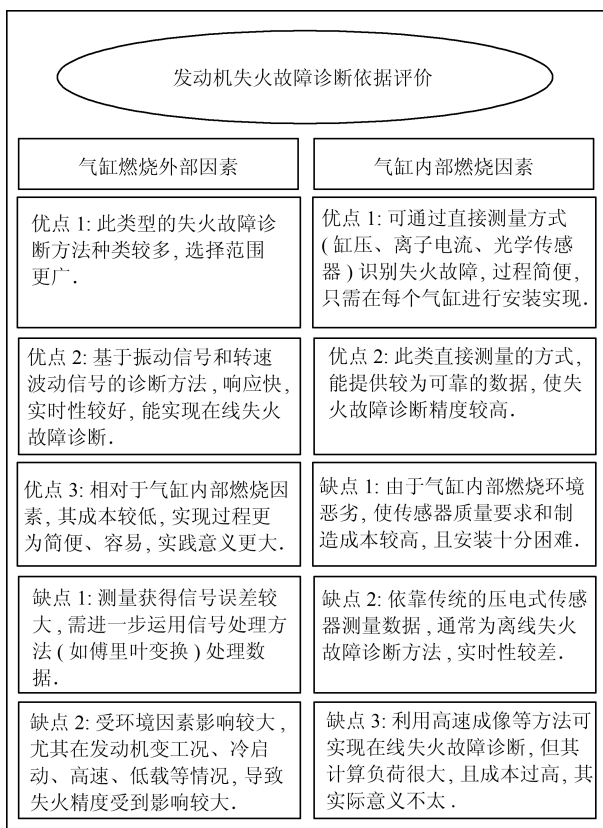 发动机失火故障诊断依据评价
气缸燃烧外部因素
优点 1: 此类型的失火故障诊
断方法种类较多, 选择范围
更广.
优点 2: 基于振动信号和转速
波动信号的诊断方法, 响应快,
实时性较好, 能实现在线失火
故障诊断.
优点 3: 相对于气缸内部燃烧因
素, 其成本较低, 实现过程更
为简便、容易, 实践意义更大.
缺点 1: 测量获得信号误差较
大, 需进一步运用信号处理方
法 ( 如傅里叶变换 ) 处理数
据.
缺点 2: 受环境因素影响较大,
尤其在发动机变工况、冷启
动、高速、低载等情况, 导致
失火精度受到影响较大.
气缸内部燃烧因素
优点 1: 可通过直接测量方式
( 缸压、离子电流、光学传感
器 ) 识别失火故障, 过程简便,
只需在每个气缸进行安装实现.
优点 2: 此类直接测量的方式,
能提供较为可靠的数据, 使失
火故障诊断精度较高.
缺点 1: 由于气缸内部燃烧环境
恶劣, 使传感器质量要求和制
造成本较高, 且安装十分困难.
缺点 2: 依靠传统的压电式传感
器测量数据, 通常为离线失火
故障诊断方法, 实时性较差.
缺点 3: 利用高速成像等方法可
实现在线失火故障诊断, 但其
计算负荷很大, 且成本过高, 其
实际意义不太.